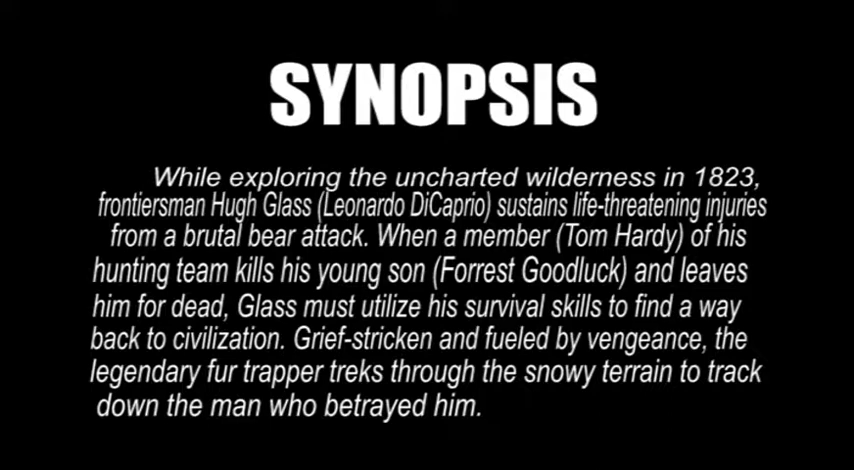 SYNOPSIS
While exploring the uncharted wilderness in 1823,
frontiersman Hugh Glass (Leonardo DiCaprio) sustains life-threatening injuries
from a brutal bear attack. When a member (Tom Hardy) of his
hunting team kills his young son (Forrest Goodluck) and leaves
him for dead, Glass must utilize his survival skills to find a way
back to civilization. Grief-stricken and fueled by vengeance, the
legendary fur trapper treks through the snowy terrain to track
down the man who betrayed him.